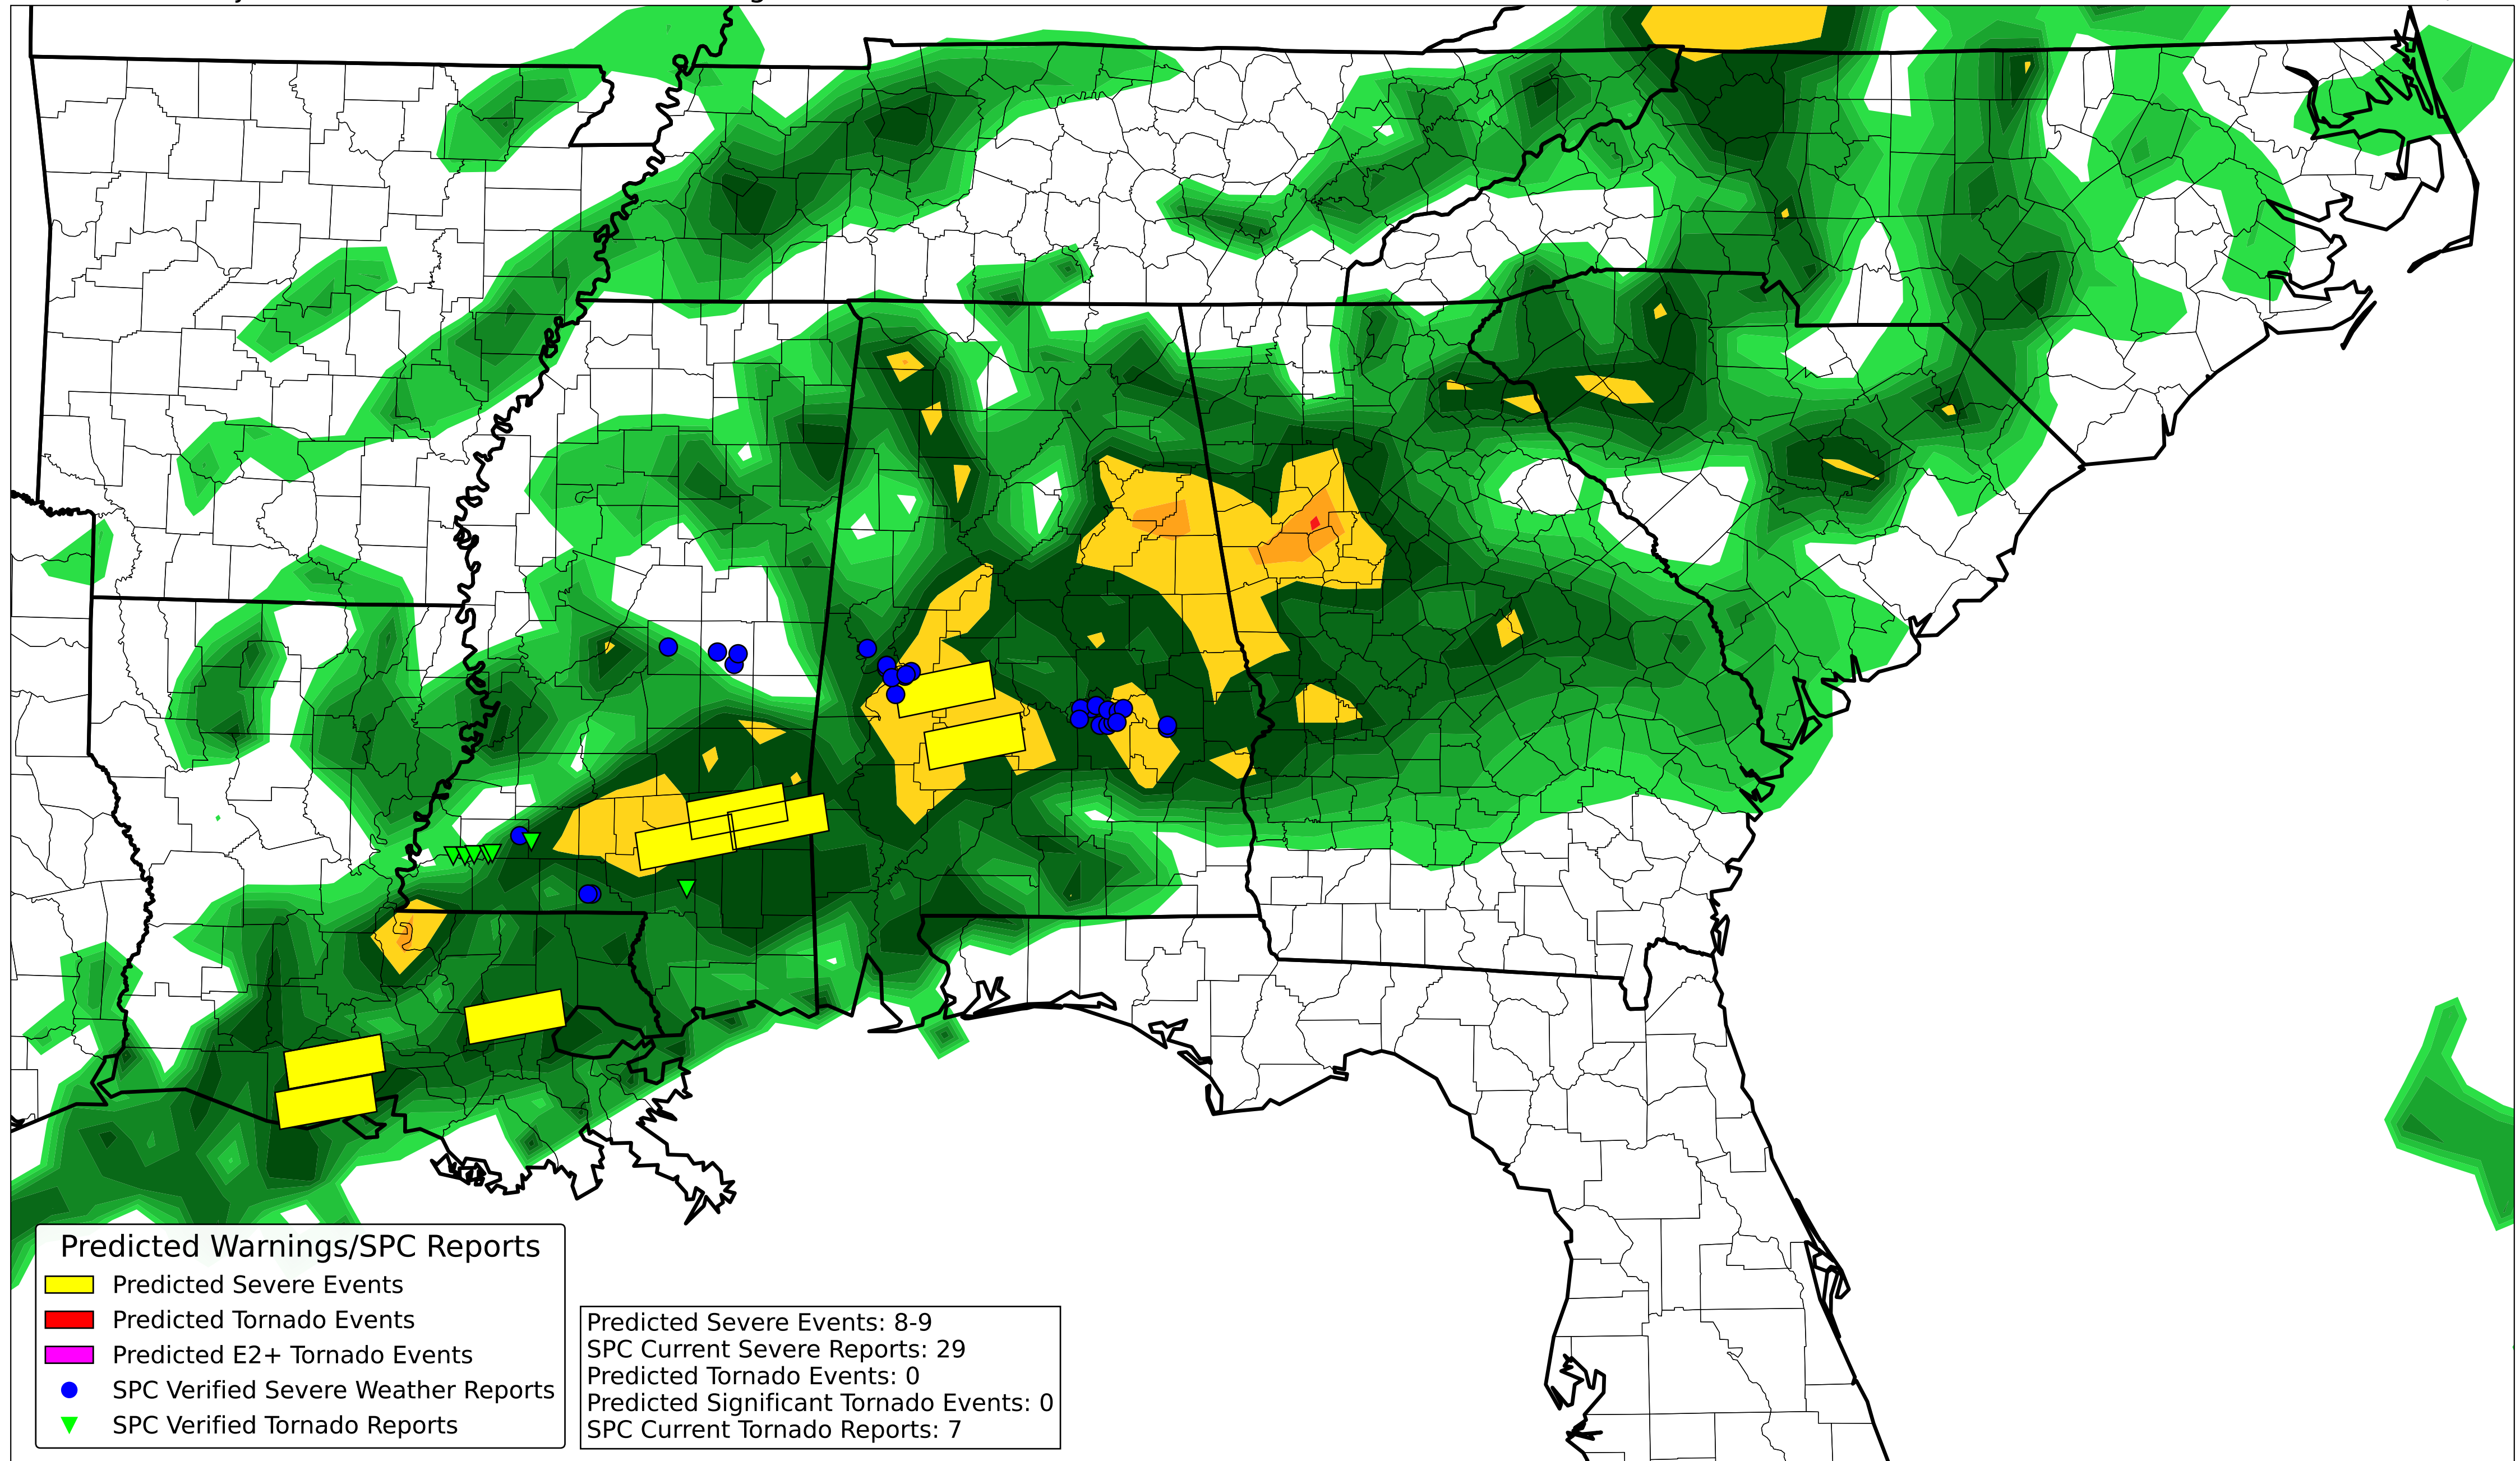 Predicted Warnings/SPC Reports
Predicted Severe Events
Predicted Tornado Events
Predicted E2+ Tornado Events
SPC Verified Severe Weather Reports
SPC Verified Tornado Reports
Predicted Severe Events: 8-9
SPC Current Severe Reports: 29
Predicted Tornado Events: 0
Predicted Significant Tornado Events: 0
SPC Current Tornado Reports: 7